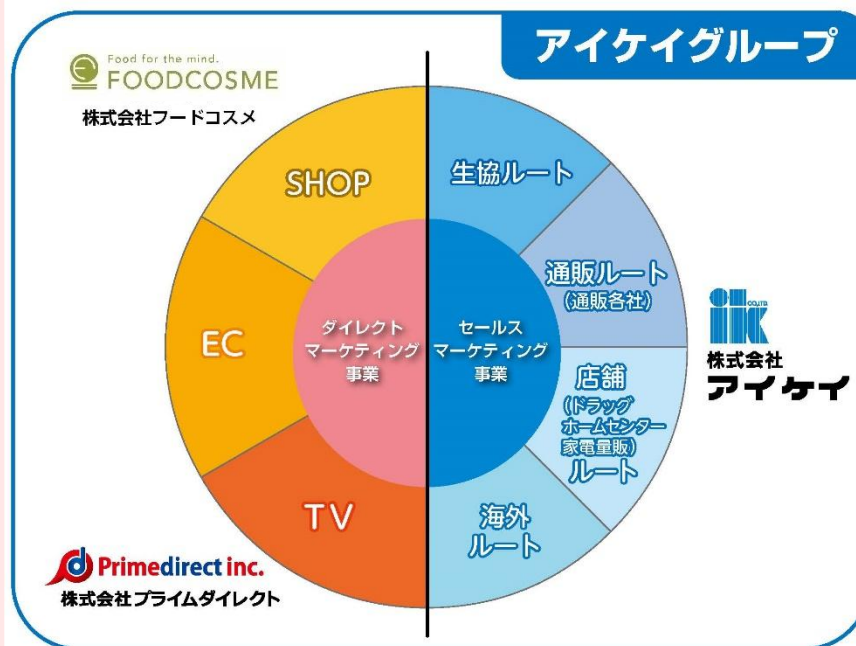 アイケイグループ
Food for the mind.
FOODCOSME
株式会社フードコスメ
SHOP
EC
TV
ダイレクト
マーケティング
事業
セールス
マーケティング
事業
生協ルート
通販ルート
(通販各社)
店舗
(ドラッグ
ホームセンター
家電量販)
ルート
海外
ルート
ik
CO.,LTD.
株式会社
アイケイ
Primedirect inc.
株式会社プライムダイレクト